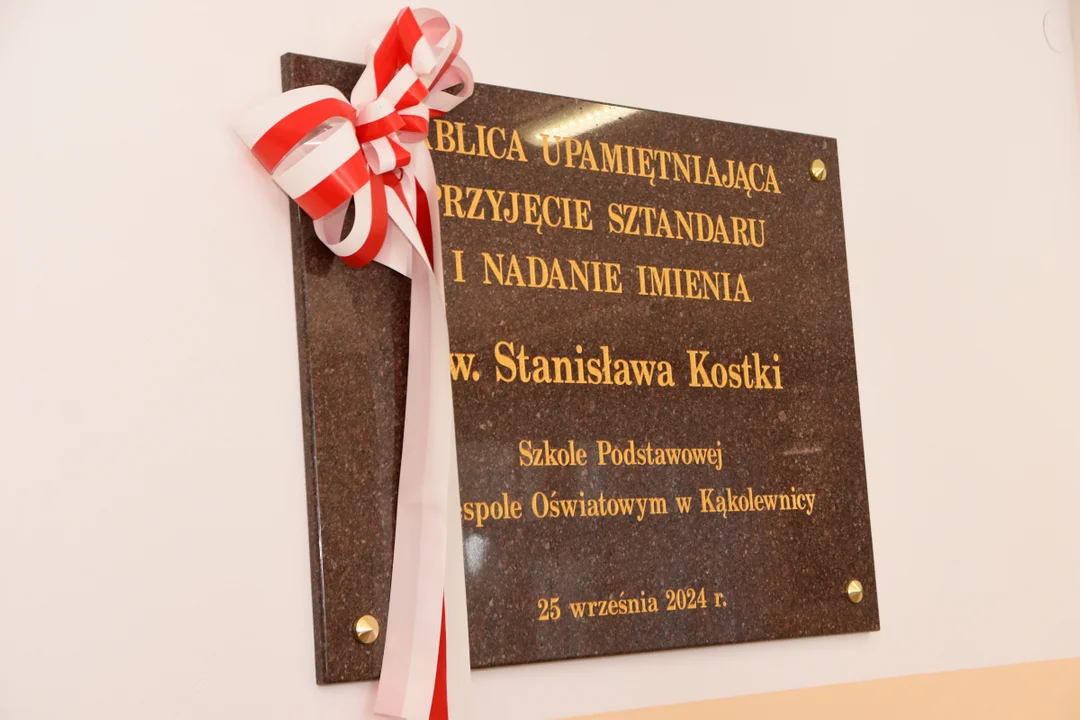 ABLICA UPAMIĘTNIAJĄCA
PRZYJĘCIE SZTANDARU
I NADANIE IMIENIA
w. Stanisława Kostki
Szkole Podstawowej
espole Oświatowym w Kąkolewnicy
25 września 2024 r.